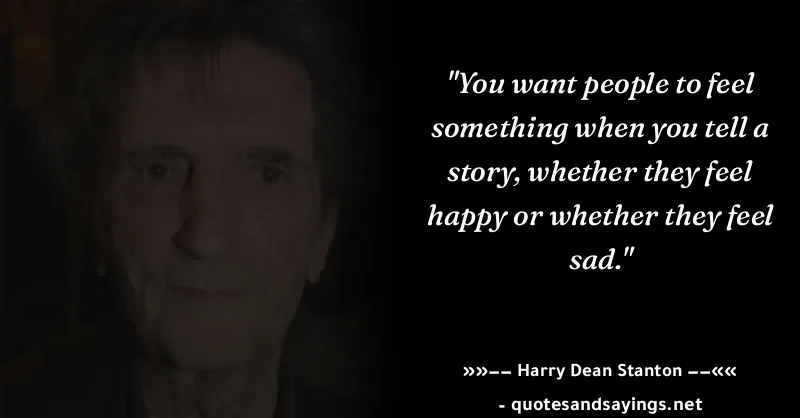 "You want people to feel
something when you tell a
story, whether they feel
happy or whether they feel
sad."
»»−− Harry Dean Stanton −−««
- quotesandsayings.net